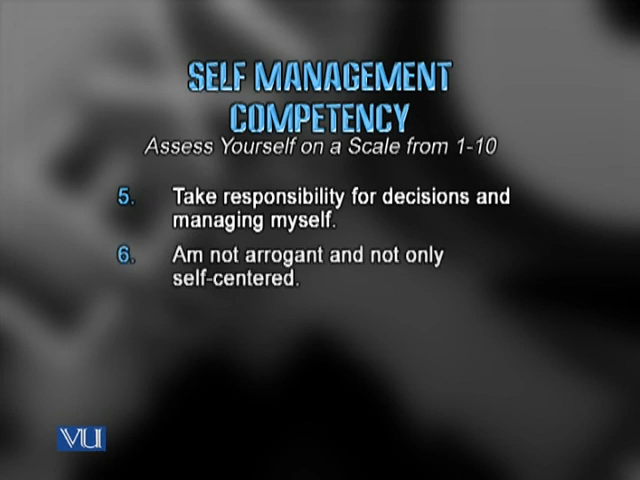 SELF MANAGEMENT
COMPETENCY
Assess Yourself on a Scale from 1-10
5. Take responsibility for decisions and
managing myself.
6. Am not arrogant and not only
self-centered.
VU